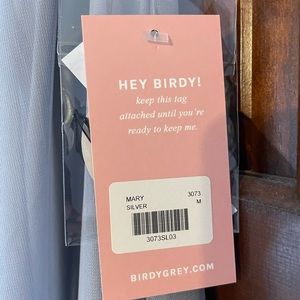 HEY BIRDY!
keep this tag
attached until you're
ready to keep me.
MARY 3073
SILVER M
3073SL03
BIRDYGREY.COM